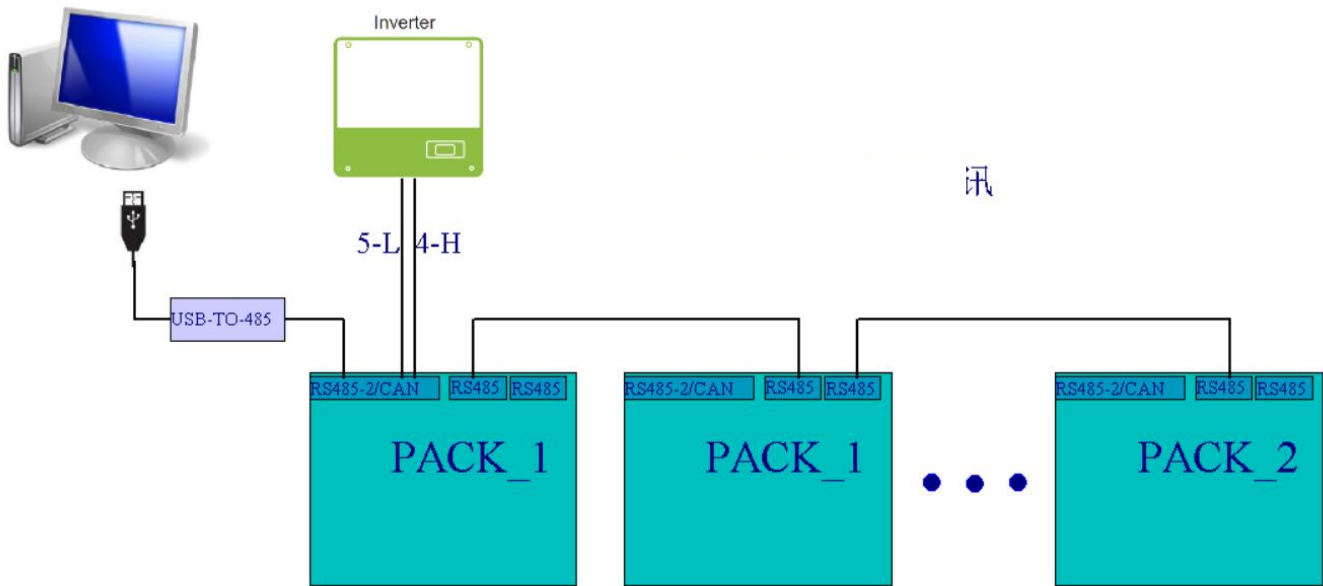 Inverter
讯
5-L 4-H
USB-TO-485
RS485-2/CAN RS485 RS485
RS485-2/CAN RS485 RS485
RS485-2/CAN RS485 RS485
PACK_1
PACK_1
PACK_2